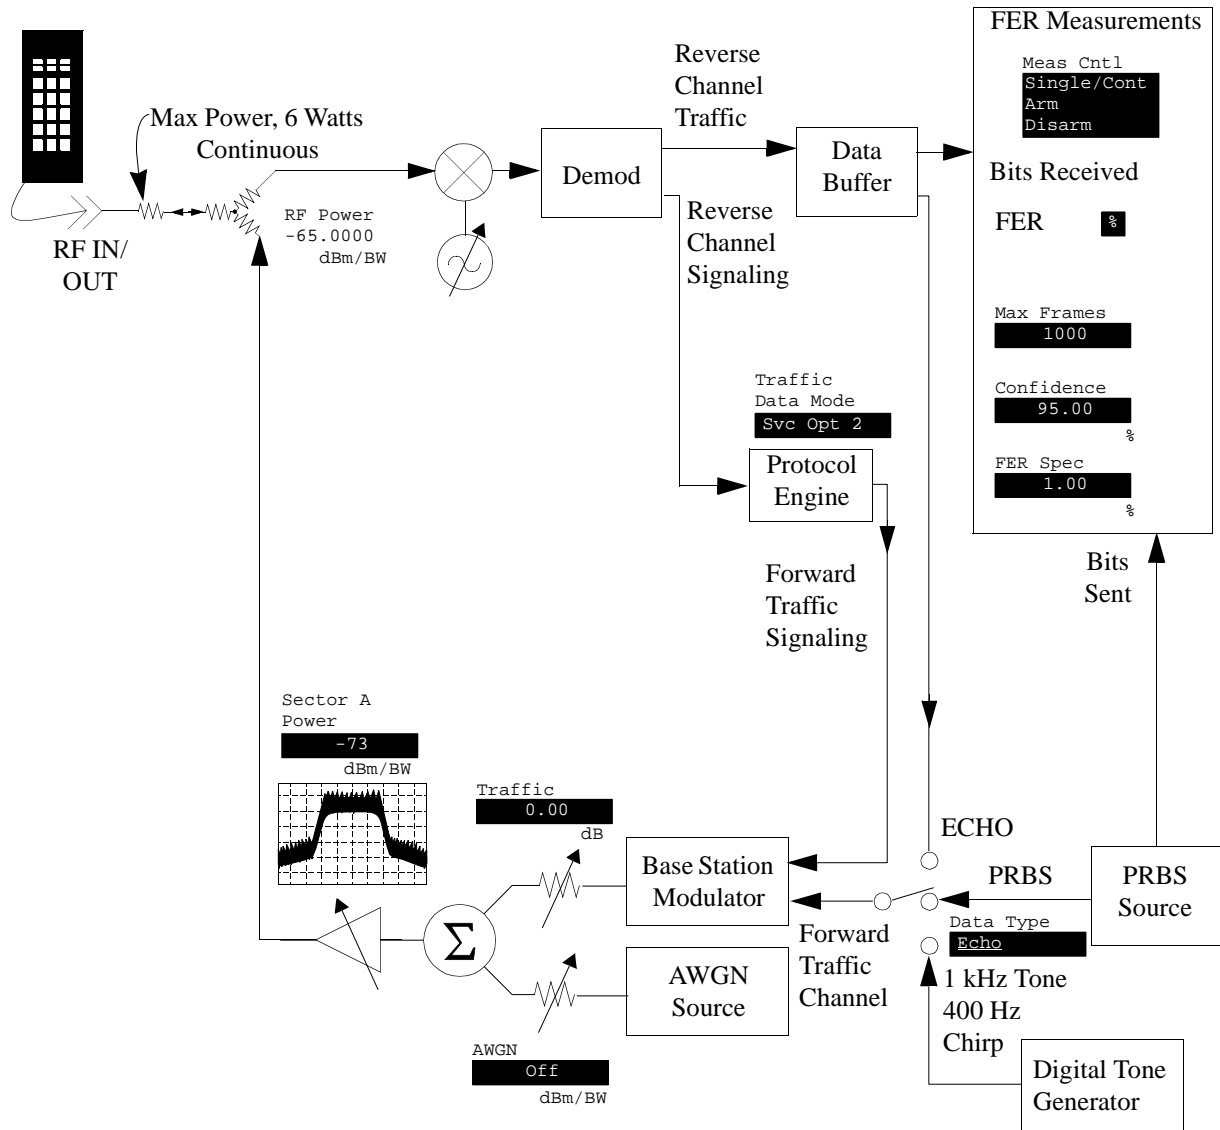 FER Measurements
Meas Cntl
Single/Cont
Arm
Disarm
Bits Received
FER %
Max Frames
1000
Confidence
95.00
%
FER Spec
1.00
%
Bits
Sent
Reverse
Channel
Traffic
Max Power, 6 Watts
Continuous
Demod
Data
Buffer
RF Power
-65.0000
dBm/BW
RF IN/
OUT
Reverse
Channel
Signaling
Traffic
Data Mode
Svc Opt 2
Protocol
Engine
Forward
Traffic
Signaling
Sector A
Power
-73
dBm/BW
Traffic
0.00
dB
ECHO
Base Station
Modulator
PRBS
PRBS
Source
Data Type
Echo
Σ
Forward
Traffic
Channel
AWGN
Source
1 kHz Tone
400 Hz
Chirp
AWGN
Off
dBm/BW
Digital Tone
Generator